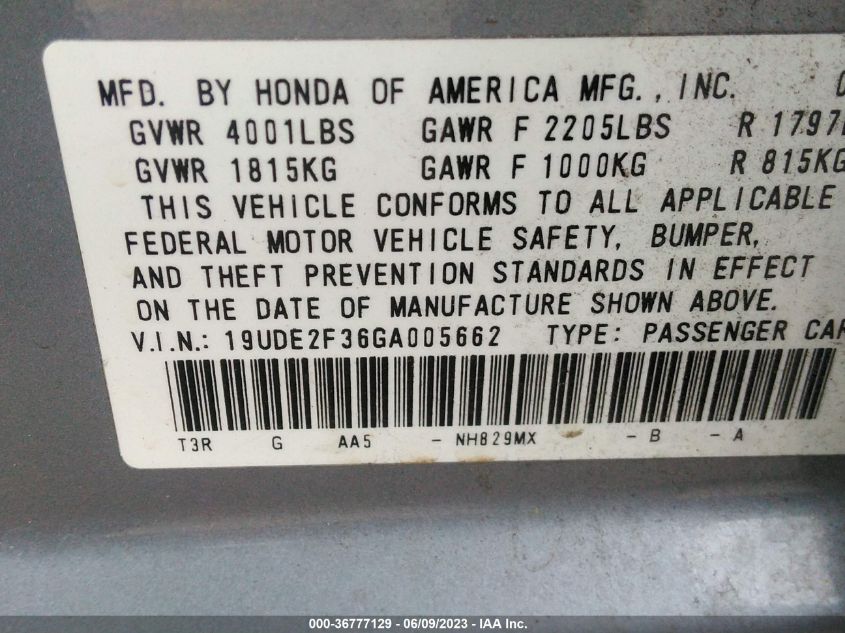 MFD. BY HONDA OF AMERICA MFG., INC.
GVWR 4001LBS GAWR F 2205LBS R 1797
GVWR 1815KG GAWR F 1000KG R 815KG
THIS VEHICLE CONFORMS TO ALL APPLICABLE
FEDERAL MOTOR VEHICLE SAFETY, BUMPER,
AND THEFT PREVENTION STANDARDS IN EFFECT
ON THE DATE OF MANUFACTURE SHOWN ABOVE.
V.I.N.: 19UDE2F36GA005662 TYPE: PASSENGER CAR
T3R G AA5 - NH829MX - B - A
000-36777129 - 06/09/2023 - IAA Inc.